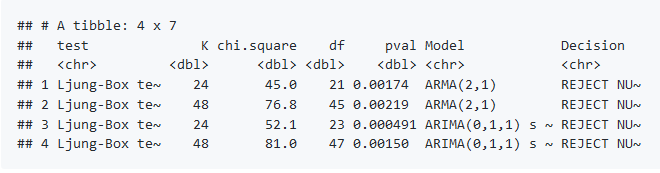 ## # A tibble: 4 x 7
##   test            K chi.square    df     pval Model            Decision
##   <chr>       <dbl>      <dbl> <dbl>    <dbl> <chr>            <chr>
## 1 Ljung-Box te~    24       45.0    21 0.00174  ARMA(2,1)        REJECT NU~
## 2 Ljung-Box te~    48       76.8    45 0.00219  ARMA(2,1)        REJECT NU~
## 3 Ljung-Box te~    24       52.1    23 0.000491 ARIMA(0,1,1) s ~ REJECT NU~
## 4 Ljung-Box te~    48       81.0    47 0.00150  ARIMA(0,1,1) s ~ REJECT NU~